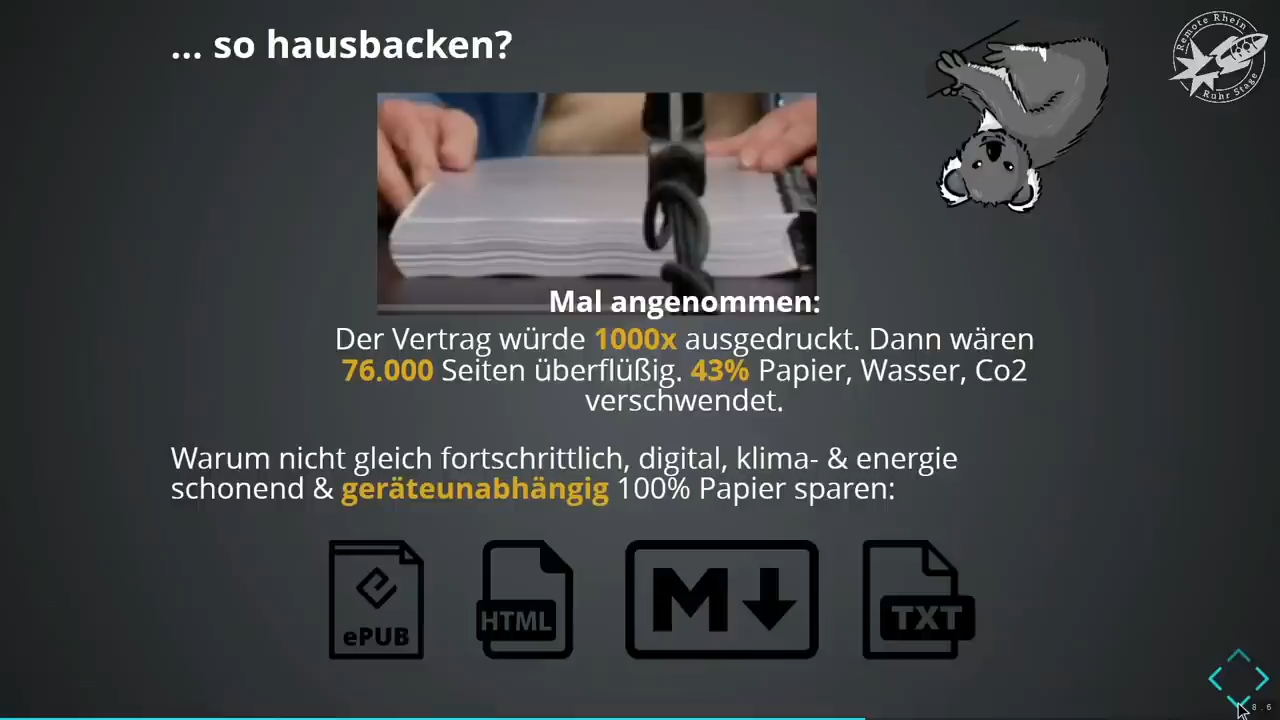 ... so hausbacken?
Remote Rhein
Ruhr Stage
Mal angenommen:
Der Vertrag würde 1000x ausgedruckt. Dann wären
76.000 Seiten überflüßig. 43% Papier, Wasser, Co2
verschwendet.
Warum nicht gleich fortschrittlich, digital, klima- & energie
schonend & geräteunabhängig 100% Papier sparen:
ePUB
HTML
M
TXT
8.6